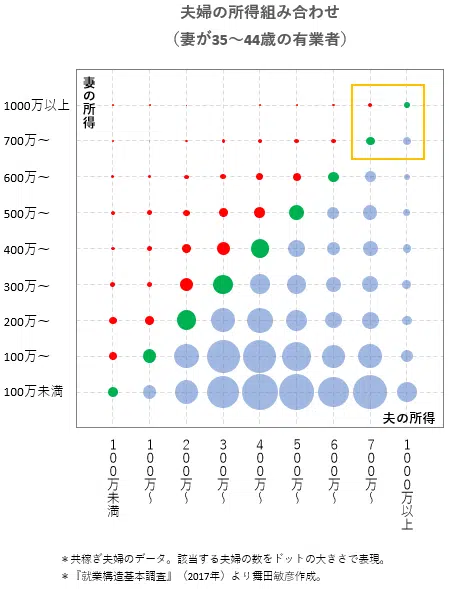 夫婦の所得組み合わせ
（妻が35～44歳の有業者）
妻の所得
1000万以上
700万～
600万～
500万～
400万～
300万～
200万～
100万～
100万未満
夫の所得
100万未満
100万～
200万～
300万～
400万～
500万～
600万～
700万～
1000万以上
＊共稼ぎ夫婦のデータ。該当する夫婦の数をドットの大きさで表現。
＊『就業構造基本調査』（2017年）より舞田敏彦作成。